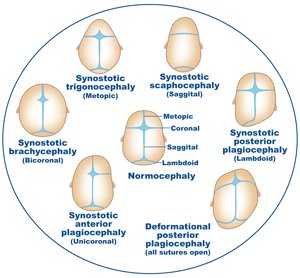 Synostotic
trigonocephaly
(Metopic)
Synostotic
scaphocephaly
(Saggital)
Synostotic
brachycephaly
(Bicoronal)
Metopic
Coronal
Saggital
Lambdoid
Normocephaly
Synostotic
posterior
plagiocephaly
(Lambdoid)
Synostotic
anterior
plagiocephaly
(Unicoronal)
Deformational
posterior
plagiocephaly
(all sutures open)